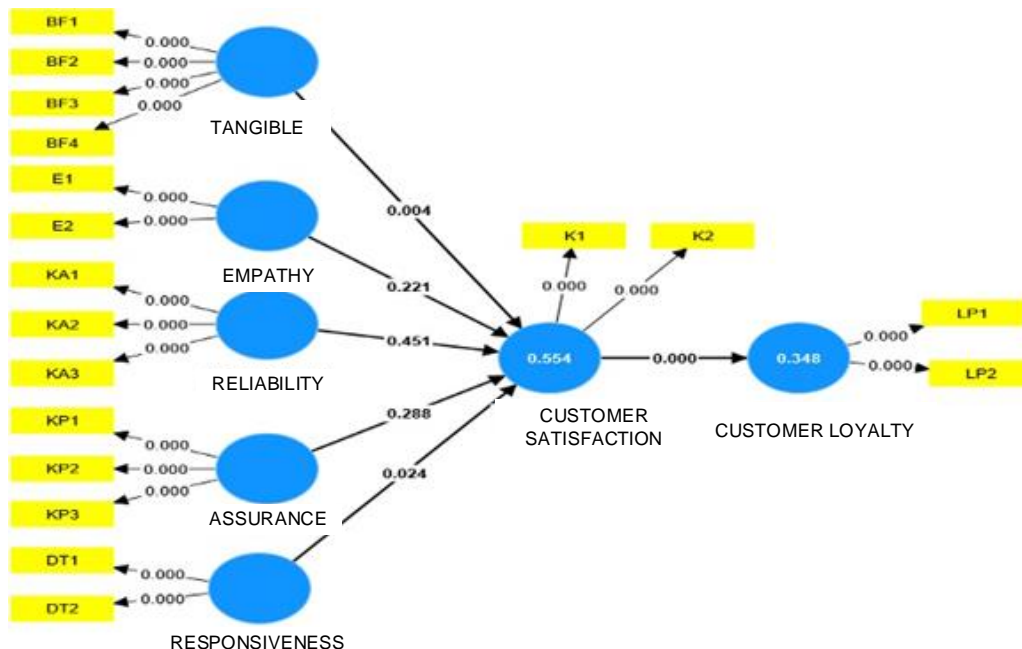 BF1
0.000
BF2
0.000
BF3
0.000
0.000
BF4
TANGIBLE
E1
0.000
E2
0.000
EMPATHY
KA1
0.000
KA2
0.000
KA3
0.000
RELIABILITY
KP1
0.000
KP2
0.000
KP3
0.000
ASSURANCE
DT1
0.000
DT2
0.000
RESPONSIVENESS
0.004
0.221
0.451
0.288
0.024
K1
K2
0.000
0.000
0.554
CUSTOMER
SATISFACTION
0.000
0.348
CUSTOMER LOYALTY
0.000
LP1
0.000
LP2